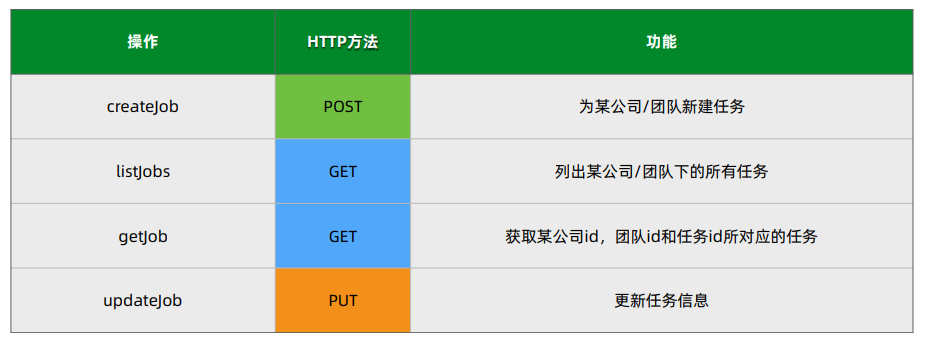 操作 HTTP方法 功能
createJob POST 为某公司/团队新建任务
listJobs GET 列出某公司/团队下的所有任务
getJob GET 获取某公司id，团队id和任务id所对应的任务
updateJob PUT 更新任务信息